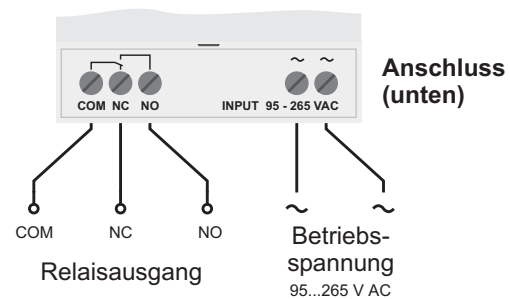 ~ ~
COM NC NO INPUT 95 - 265 VAC
Anschluss
(unten)
~ ~
COM NC NO
Relaisausgang
Betriebs-
spannung
95...265 V AC